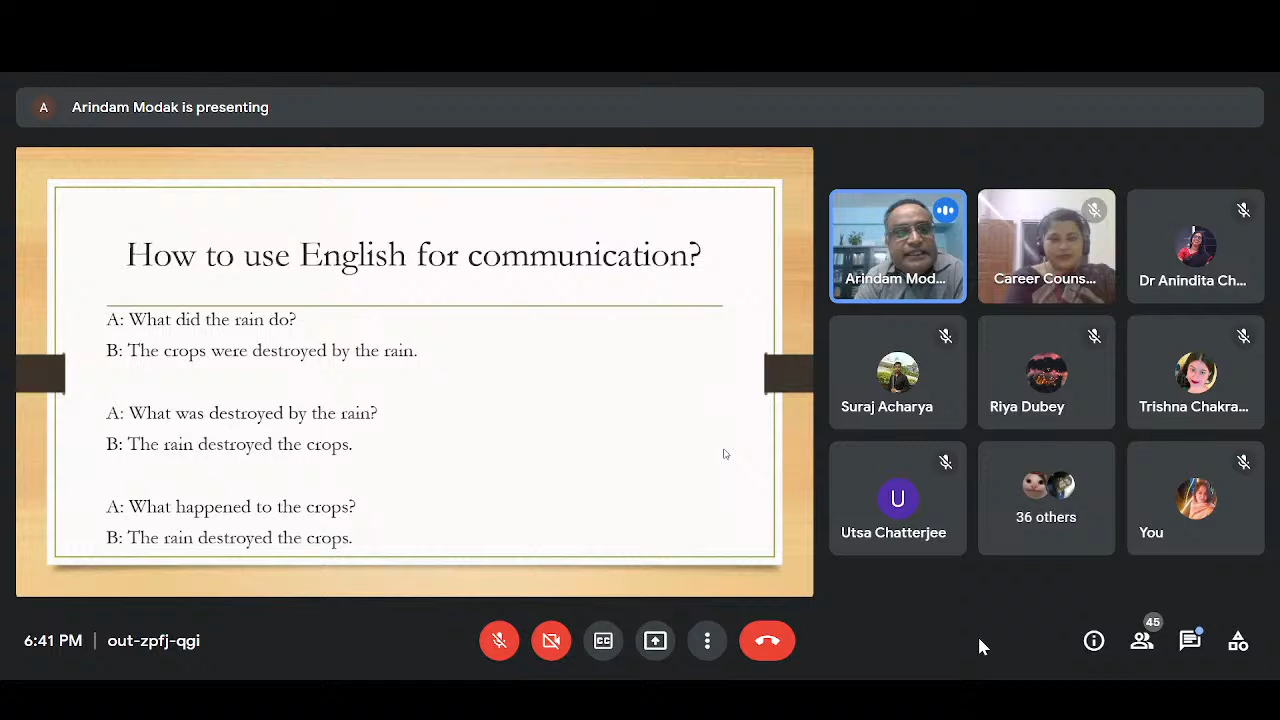 A
Arindam Modak is presenting
How to use English for communication?
A: What did the rain do?
B: The crops were destroyed by the rain.
A: What was destroyed by the rain?
B: The rain destroyed the crops.
A: What happened to the crops?
B: The rain destroyed the crops.
Arindam Mod...
Career Couns...
Dr Anindita Ch...
Suraj Acharya
Riya Dubey
Trishna Chakra...
U
Utsa Chatterjee
36 others
You
6:41 PM | out-zpfj-qgi
CC
45